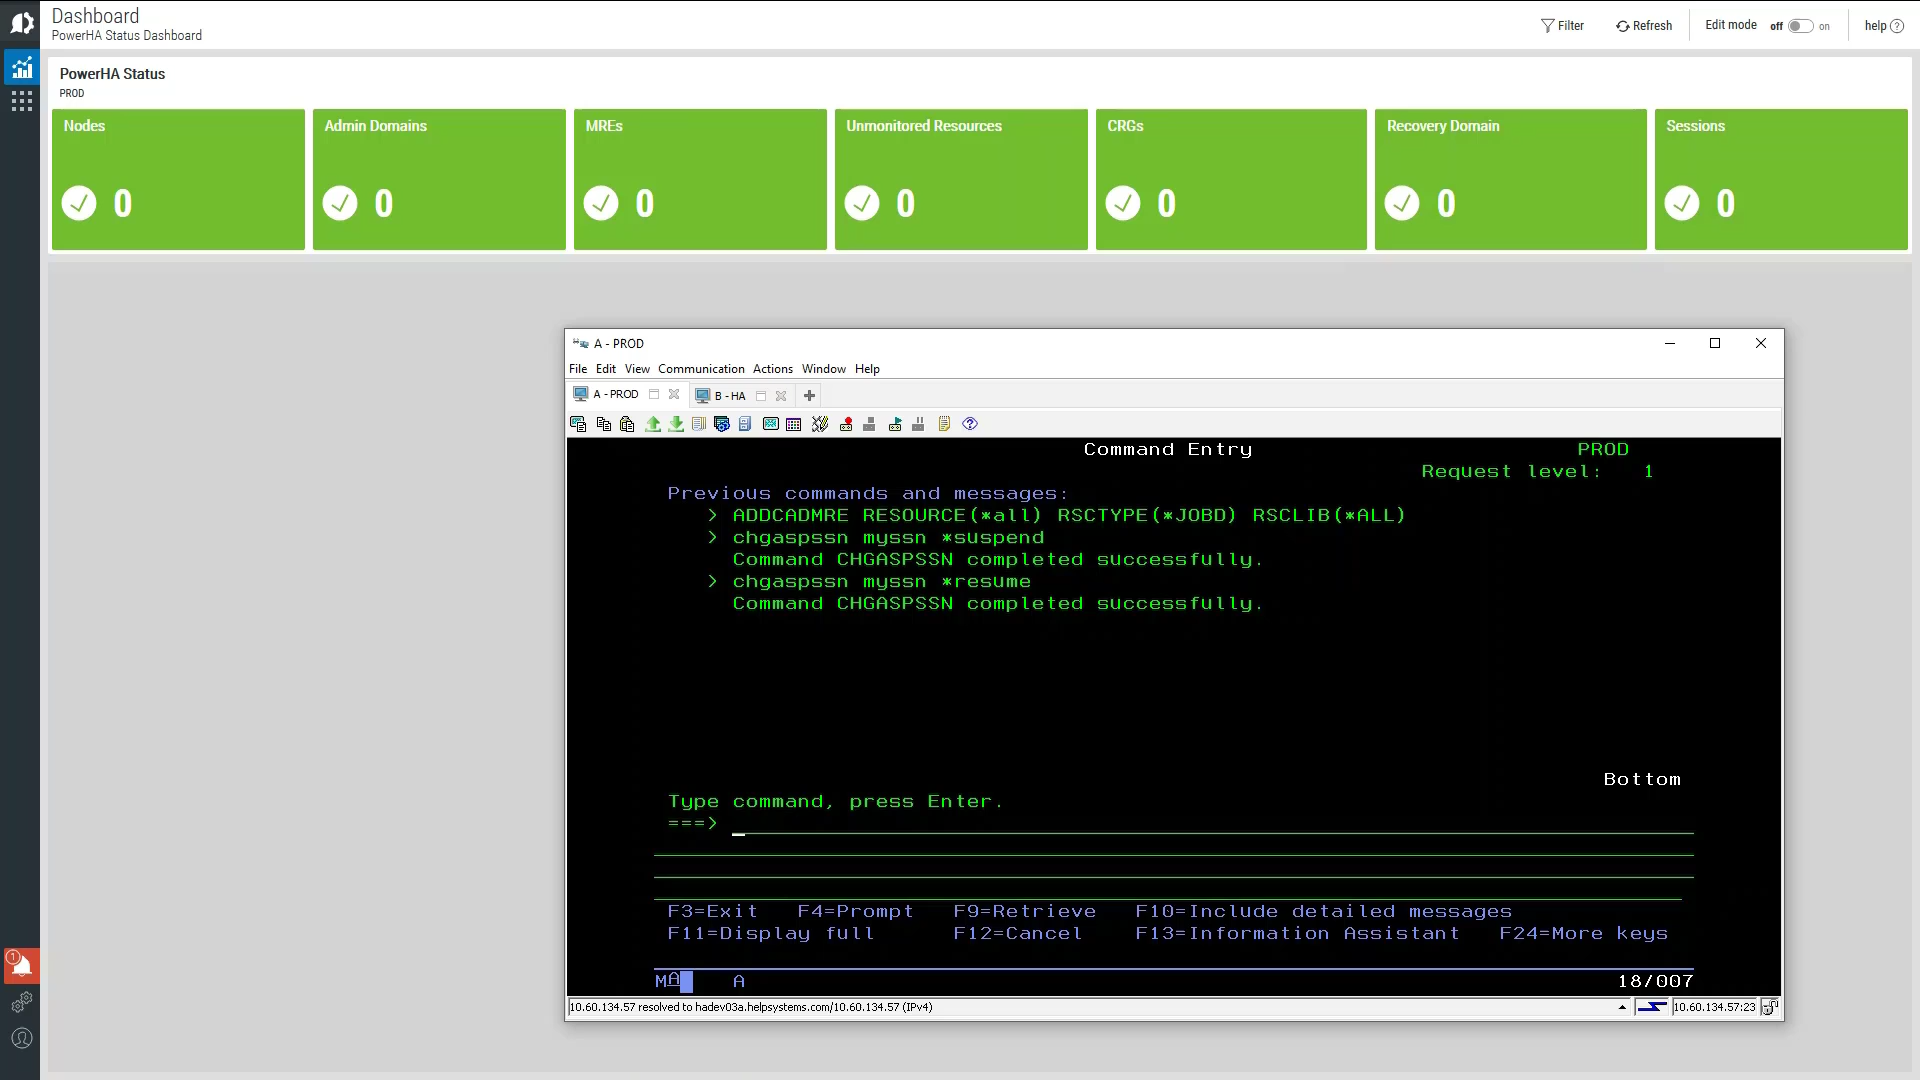 Dashboard
PowerHA Status Dashboard
Filter
Refresh
Edit mode off on
help ?
PowerHA Status
PROD
Nodes
0
Admin Domains
0
MREs
0
Unmonitored Resources
0
CRGs
0
Recovery Domain
0
Sessions
0
A - PROD
File Edit View Communication Actions Window Help
A - PROD
B - HA
Command Entry PROD
Request level: 1
Previous commands and messages:
> ADDCADMRE RESOURCE(*all) RSCTYPE(*JOBD) RSCLIB(*ALL)
> chgaspssn myssn *suspend
Command CHGASPSSN completed successfully.
> chgaspssn myssn *resume
Command CHGASPSSN completed successfully.
Bottom
Type command, press Enter.
===>
F3=Exit F4=Prompt F9=Retrieve F10=Include detailed messages
F11=Display full F12=Cancel F13=Information Assistant F24=More keys
MA A 18/007
10.60.134.57 resolved to hadev03a.helpsystems.com/10.60.134.57 (IPv4) 10.60.134.57:23
1